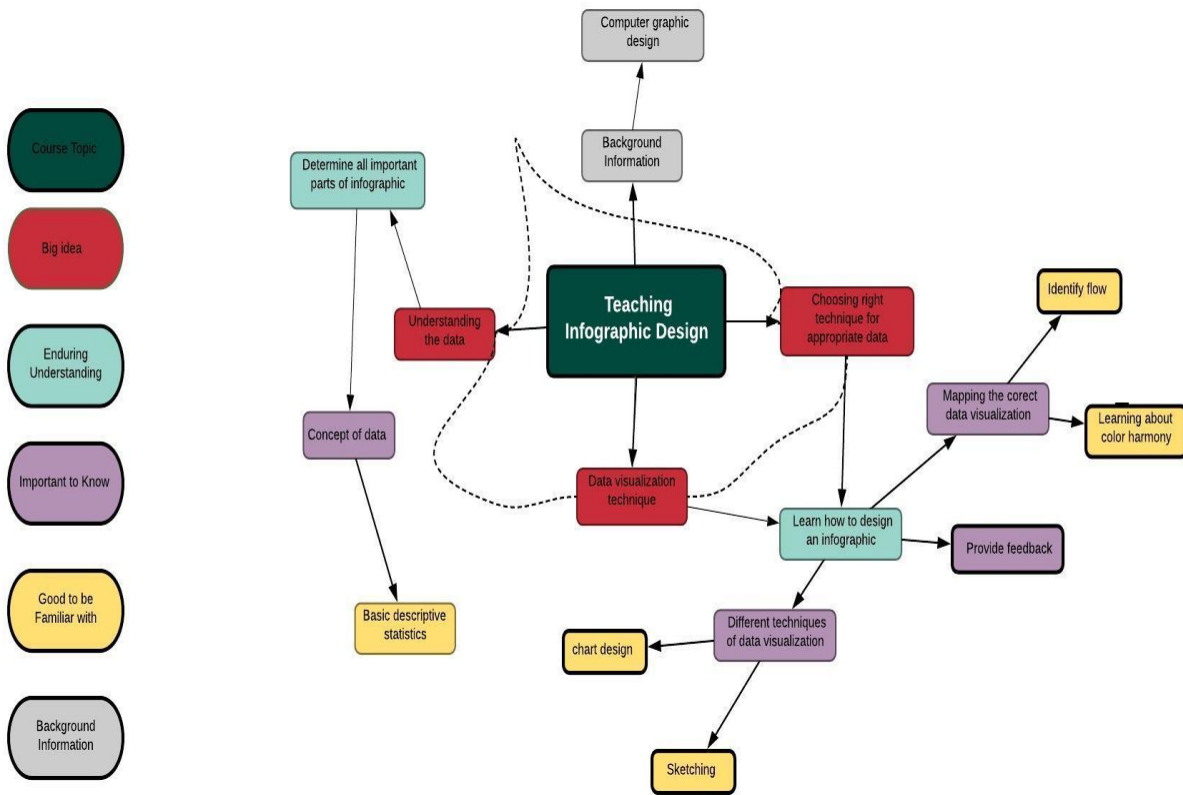 Course Topic
Big idea
Enduring
Understanding
Important to Know
Good to be
Familiar with
Background
Information
Computer graphic
design
Background
Information
Determine all important
parts of infographic
Teaching
Infographic Design
Understanding
the data
Choosing right
technique for
appropriate data
Identify flow
Mapping the corect
data visualization
Learning about
color harmony
Concept of data
Data visualization
technique
Learn how to design
an infographic
Provide feedback
Basic descriptive
statistics
Different techniques
of data visualization
chart design
Sketching